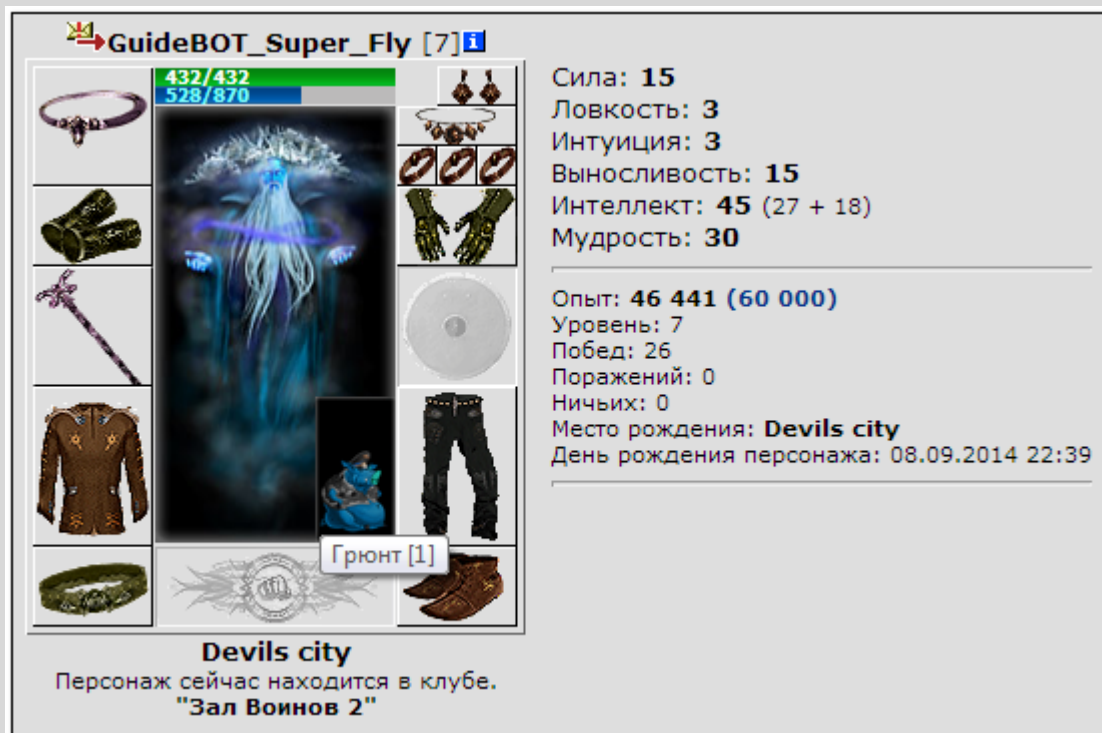 GuideBOT_Super_Fly [7] i
432/432
528/870
Грюнт [1]
Devils city
Персонаж сейчас находится в клубе.
"Зал Воинов 2"
Сила: 15
Ловкость: 3
Интуиция: 3
Выносливость: 15
Интеллект: 45 (27 + 18)
Мудрость: 30
Опыт: 46 441 (60 000)
Уровень: 7
Побед: 26
Поражений: 0
Ничьих: 0
Место рождения: Devils city
День рождения персонажа: 08.09.2014 22:39